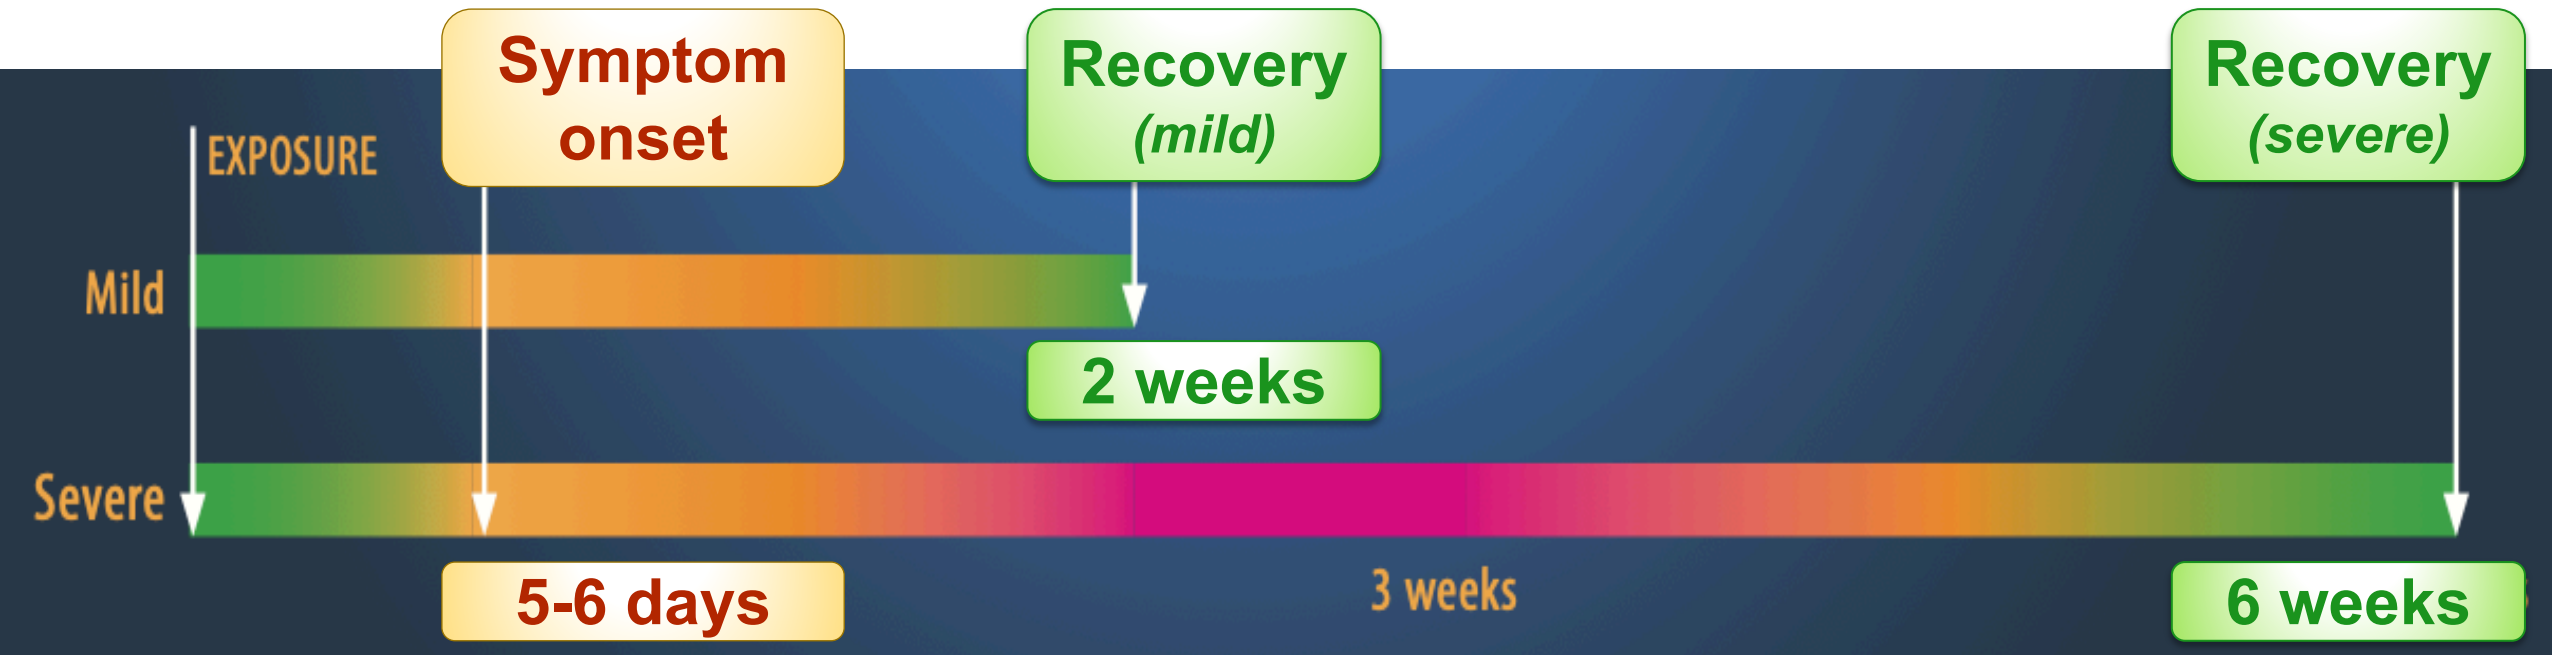 Symptom
onset
Recovery
(mild)
Recovery
(severe)
EXPOSURE
Mild
2 weeks
Severe
5-6 days
3 weeks
6 weeks